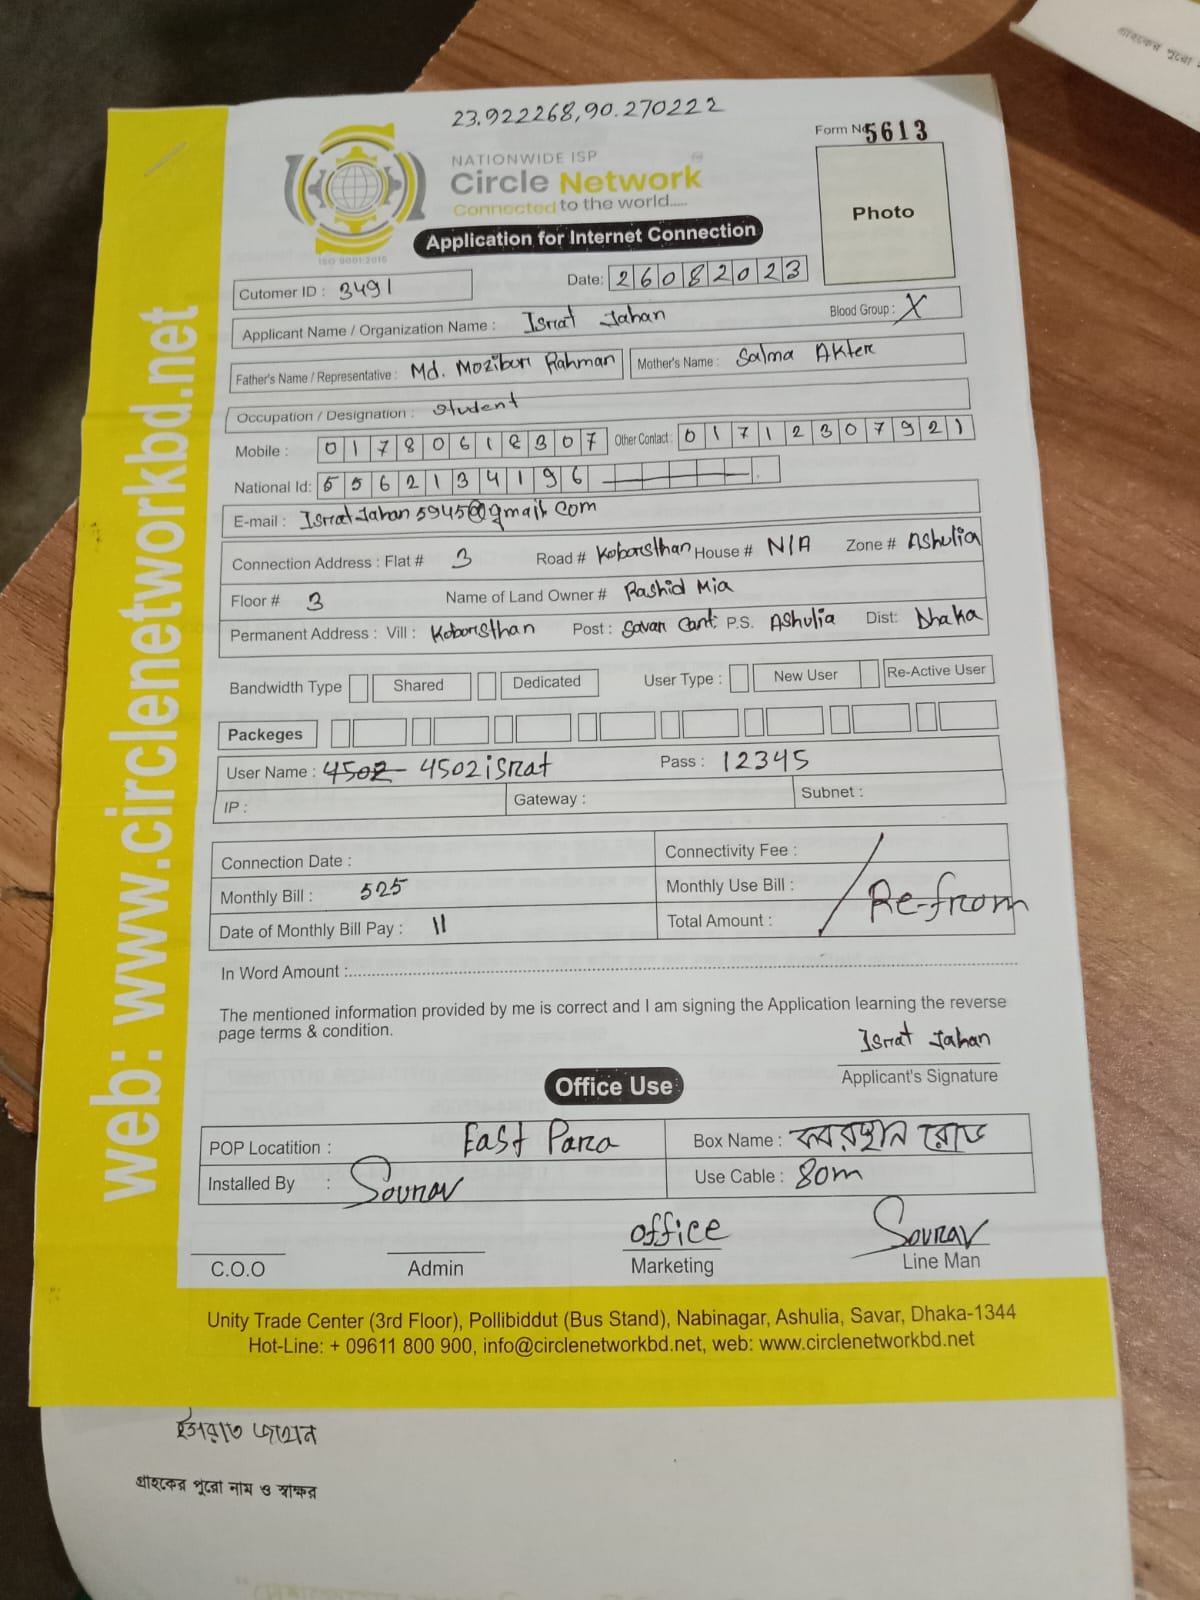 23.922268,90.270222
Form No 5613
NATIONWIDE ISP
Circle Network
Connected to the world.....
ISO 9001:2015
Photo
Application for Internet Connection
Cutomer ID : 3491 Date: 26082023
Applicant Name / Organization Name : Israt Jahan Blood Group : X
Father's Name / Representative : Md. Mozibur Rahman Mother's Name : Salma Akter
Occupation / Designation : Student
Mobile : 01780618307 Other Contact : 01712307921
National Id: 5562134196
E-mail : IsratJahan5945@gmail.com
Connection Address : Flat # 3 Road # Koborsthan House # N/A Zone # Ashulia
Floor # 3 Name of Land Owner # Rashid Mia
Permanent Address : Vill : Koborsthan Post : Savar Cant. P.S. Ashulia Dist: Dhaka
Bandwidth Type Shared Dedicated User Type : New User Re-Active User
Packeges
User Name : 4502 4502israt Pass : 12345
IP : Gateway : Subnet :
Connection Date : Connectivity Fee :
Monthly Bill : 525 Monthly Use Bill : Re-from
Date of Monthly Bill Pay : 11 Total Amount :
In Word Amount :
The mentioned information provided by me is correct and I am signing the Application learning the reverse
page terms & condition.
Israt Jahan
Applicant's Signature
Office Use
POP Locatition : East Para Box Name : কবরস্থান রোড
Installed By : Sourav Use Cable : 80m
office Sourav
C.O.O Admin Marketing Line Man
Unity Trade Center (3rd Floor), Pollibiddut (Bus Stand), Nabinagar, Ashulia, Savar, Dhaka-1344
Hot-Line: + 09611 800 900, info@circlenetworkbd.net, web: www.circlenetworkbd.net
web: www.circlenetworkbd.net
ইসরাত জাহান
গ্রাহকের পুরো নাম ও স্বাক্ষর
গ্রাহকের পুরো